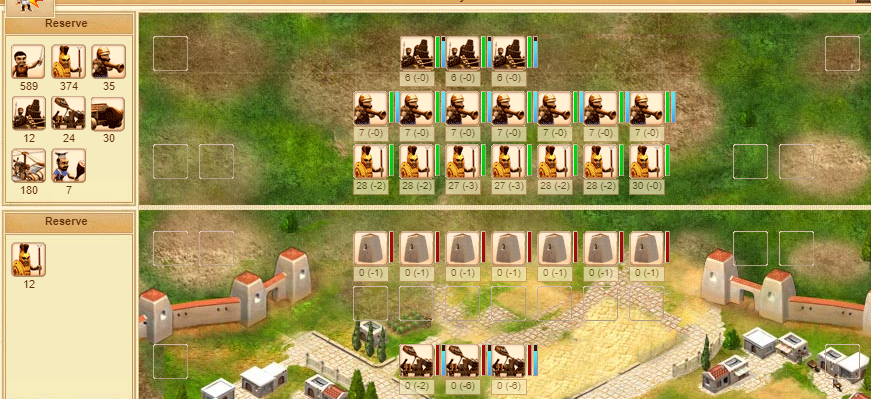 Reserve
589 374 35
12 24 30
180 7
6 (-0) 6 (-0) 6 (-0)
7 (-0) 7 (-0) 7 (-0) 7 (-0) 7 (-0) 7 (-0) 7 (-0)
28 (-2) 28 (-2) 27 (-3) 27 (-3) 28 (-2) 28 (-2) 30 (-0)
Reserve
12
0 (-1) 0 (-1) 0 (-1) 0 (-1) 0 (-1) 0 (-1) 0 (-1)
0 (-2) 0 (-6) 0 (-6)